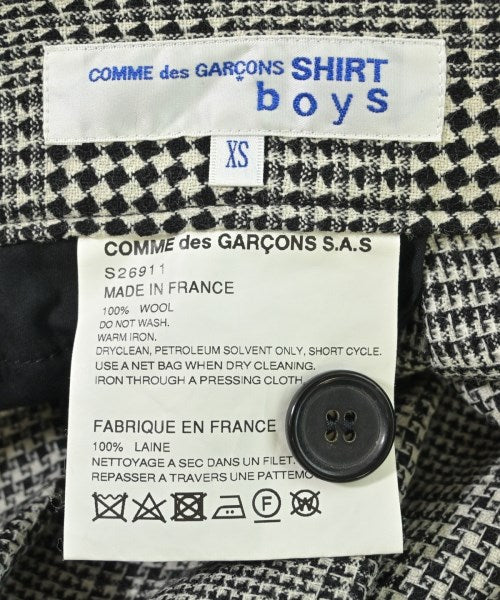 COMME des GARÇONS SHIRT
boys
XS
COMME des GARÇONS S.A.S
S26911
MADE IN FRANCE
100% WOOL
DO NOT WASH.
WARM IRON.
DRYCLEAN, PETROLEUM SOLVENT ONLY, SHORT CYCLE.
USE A NET BAG WHEN DRY CLEANING.
IRON THROUGH A PRESSING CLOTH
FABRIQUE EN FRANCE
100% LAINE
NETTOYAGE A SEC DANS UN FILET.
REPASSER A TRAVERS UNE PATTEMO
F
W